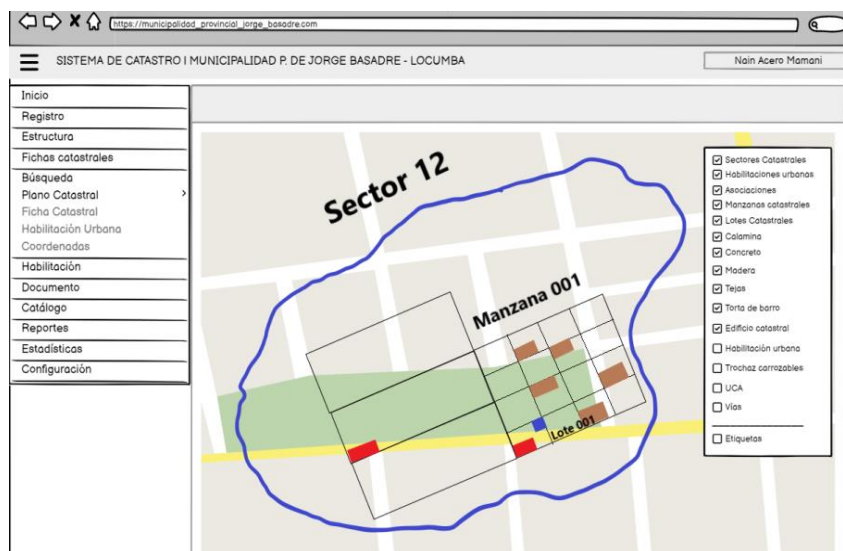 https://municipalidad_provincial_jorge_basadre.com
SISTEMA DE CATASTRO I MUNICIPALIDAD P. DE JORGE BASADRE - LOCUMBA
Nain Acero Mamani
Inicio
Registro
Estructura
Fichas catastrales
Búsqueda
Plano Catastral >
Ficha Catastral
Habilitación Urbana
Coordenadas
Habilitación
Documento
Catálogo
Reportes
Estadísticas
Configuración
Sector 12
Manzana 001
Lote 001
Sectores Catastrales
Habilitaciones urbanas
Asociaciones
Manzanas catastrales
Lotes Catastrales
Calamina
Concreto
Madera
Tejas
Torta de barro
Edificio catastral
Habilitación urbana
Trochaz carrozables
UCA
Vías
Etiquetas